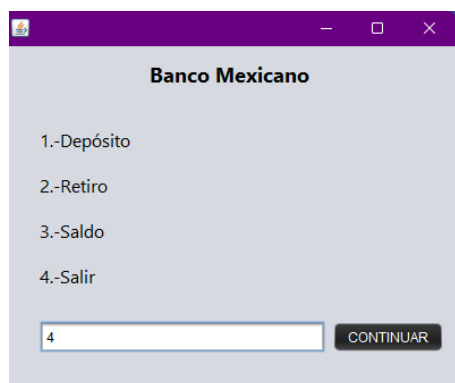 Banco Mexicano
1.-Depósito
2.-Retiro
3.-Saldo
4.-Salir
4 CONTINUAR